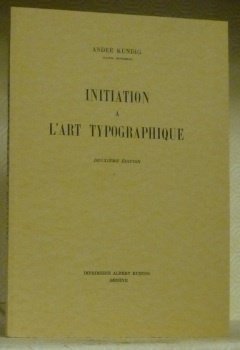 ANDRÉ KUNDIG
INITIATION
A
L'ART TYPOGRAPHIQUE
DEUXIÈME ÉDITION
IMPRIMERIE ALBERT KUNDIG
GENÈVE